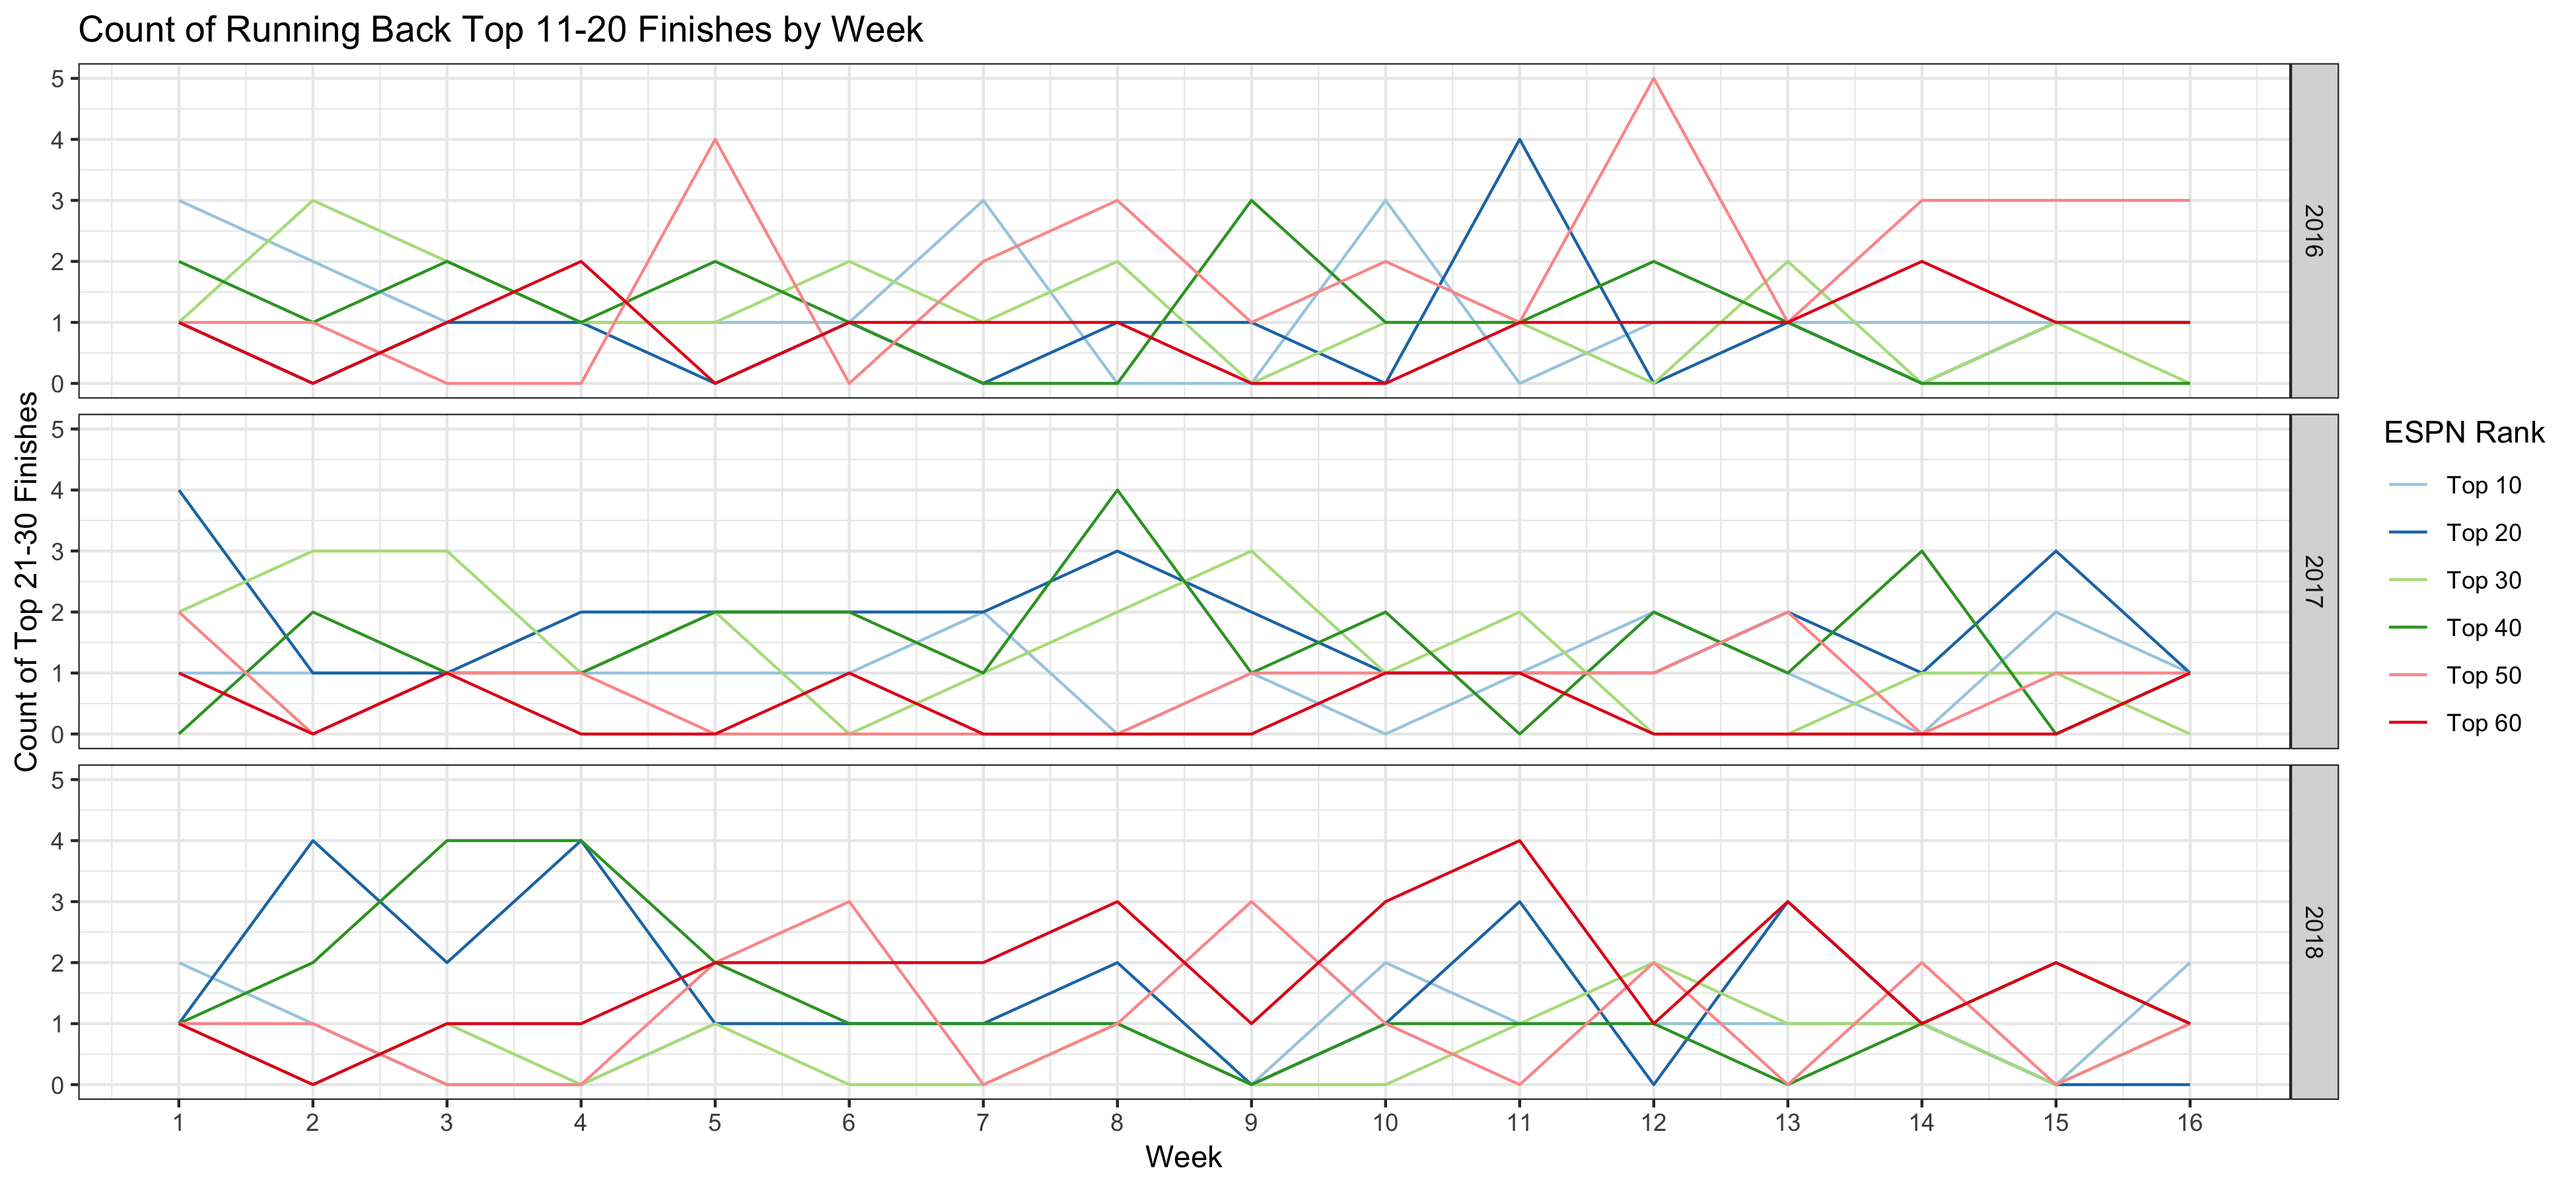 Count of Running Back Top 11-20 Finishes by Week
Count of Top 21-30 Finishes
5
4
3
2
1
0
2016
5
4
3
2
1
0
2017
5
4
3
2
1
0
2018
1 2 3 4 5 6 7 8 9 10 11 12 13 14 15 16
Week
ESPN Rank
Top 10
Top 20
Top 30
Top 40
Top 50
Top 60